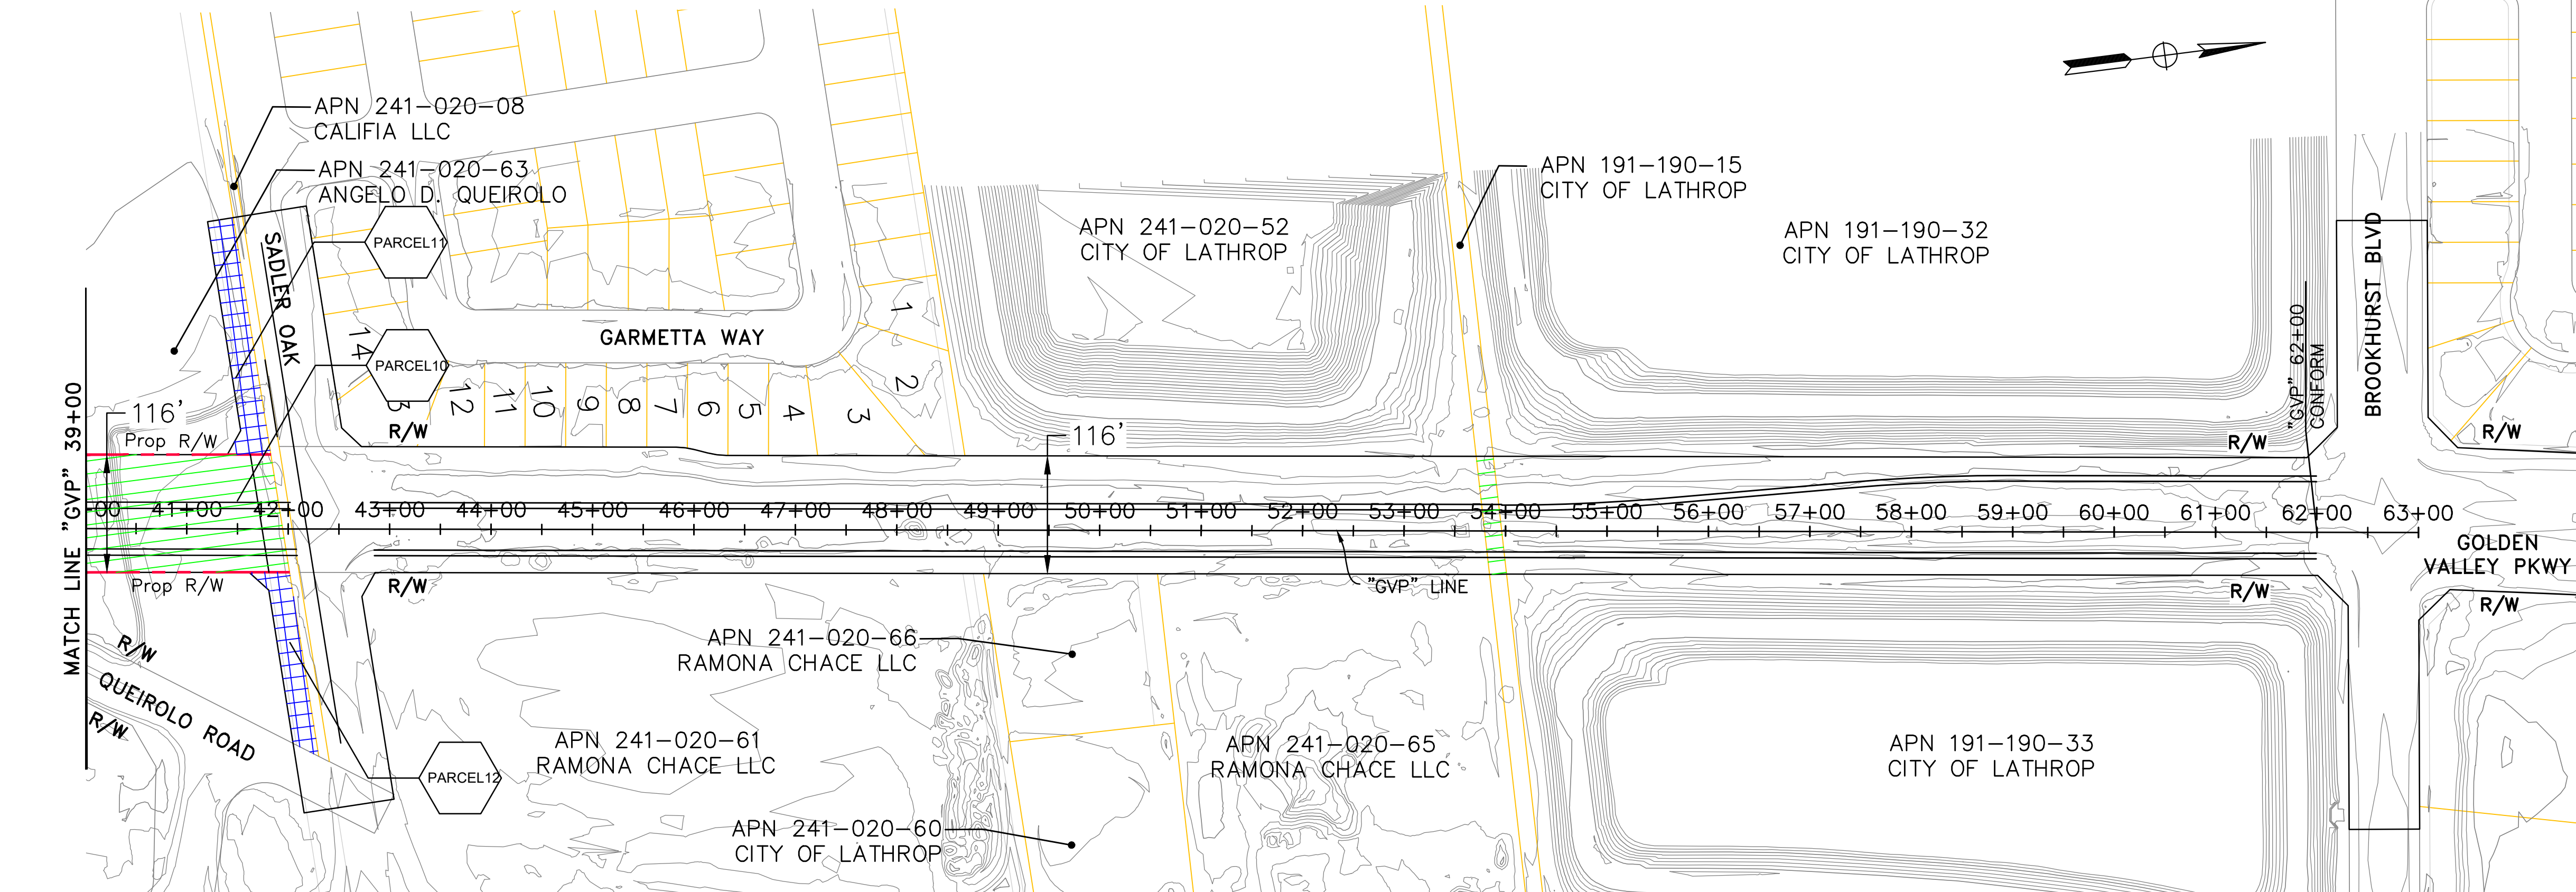 APN 241-020-08
CALIFIA LLC
APN 241-020-63
ANGELO D. QUEIROLO
PARCEL11
SADLER OAK
PARCEL10
14
GARMETTA WAY
1
2
3
4
5
6
7
8
9
10
11
12
R/W
APN 241-020-52
CITY OF LATHROP
APN 191-190-15
CITY OF LATHROP
APN 191-190-32
CITY OF LATHROP
"GVP" 62+00
CONFORM
BROOKHURST BLVD
R/W
R/W
MATCH LINE "GVP" 39+00
116'
Prop R/W
116'
41+00
42+00
43+00
44+00
45+00
46+00
47+00
48+00
49+00
50+00
51+00
52+00
53+00
54+00
55+00
56+00
57+00
58+00
59+00
60+00
61+00
62+00
63+00
GOLDEN
VALLEY PKWY
Prop R/W
R/W
"GVP" LINE
R/W
R/W
R/W
QUEIROLO ROAD
R/W
APN 241-020-66
RAMONA CHACE LLC
APN 241-020-61
RAMONA CHACE LLC
APN 241-020-65
RAMONA CHACE LLC
APN 191-190-33
CITY OF LATHROP
PARCEL12
APN 241-020-60
CITY OF LATHROP